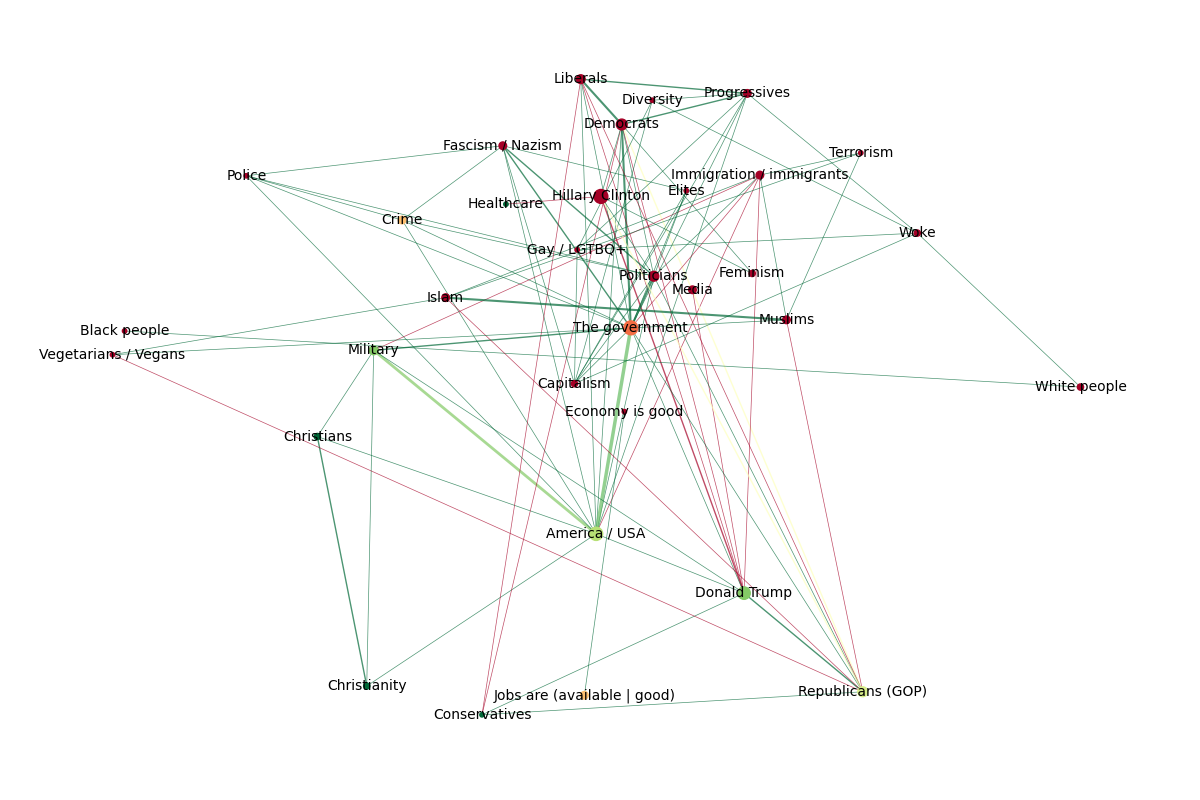 Liberals
Progressives
Diversity
Democrats
Fascism / Nazism
Terrorism
Police
Immigration / immigrants
Elites
Hillary Clinton
Healthcare
Crime
Woke
Gay / LGTBQ+
Feminism
Politicians
Media
Islam
Muslims
The government
Black people
Military
Vegetarians / Vegans
Capitalism
White people
Economy is good
Christians
America / USA
Donald Trump
Christianity
Republicans (GOP)
Jobs are (available | good)
Conservatives